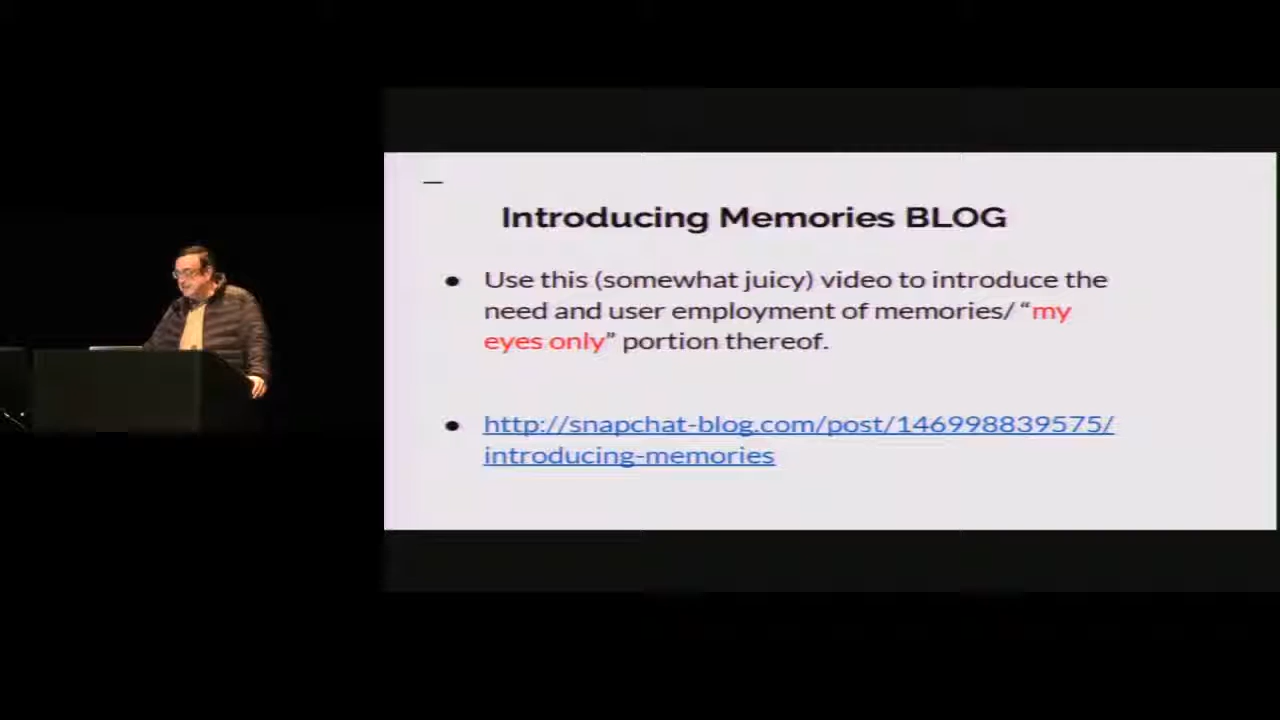 Introducing Memories BLOG
● Use this (somewhat juicy) video to introduce the
need and user employment of memories/ “my
eyes only” portion thereof.
● http://snapchat-blog.com/post/146998839575/
introducing-memories